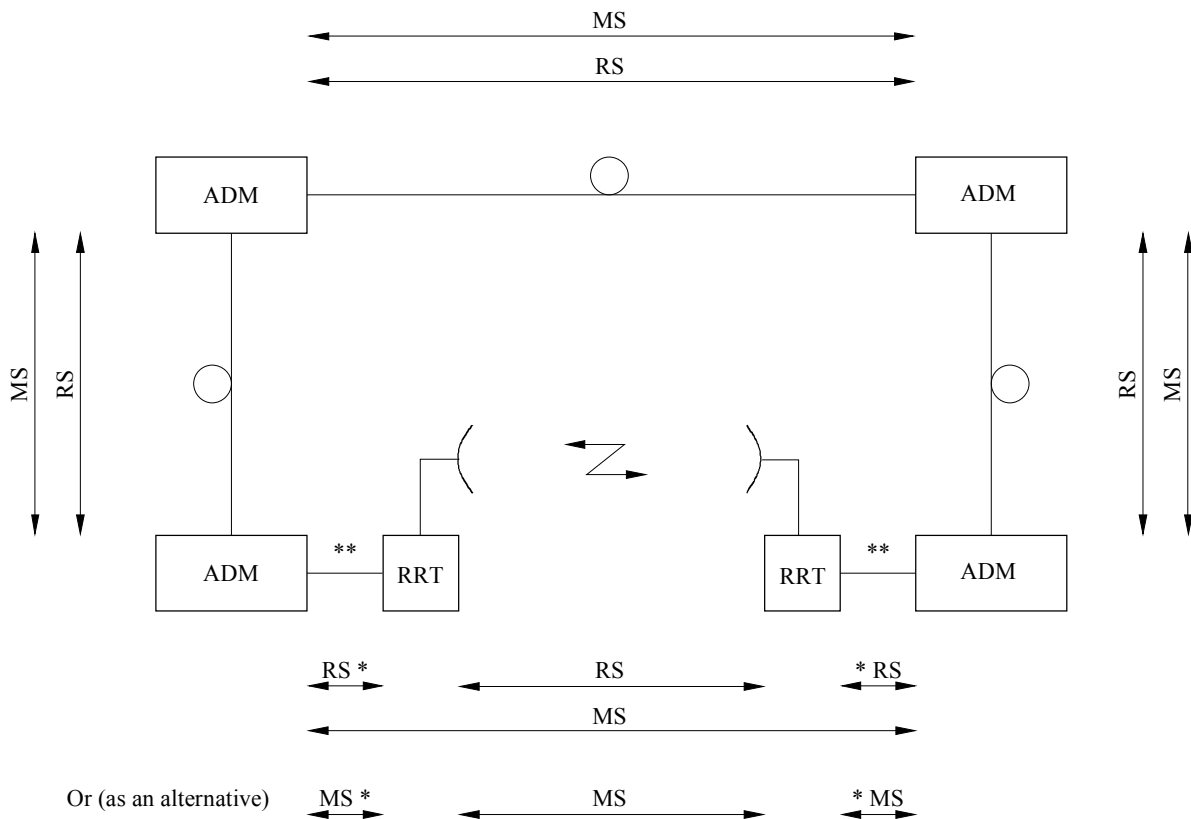 MS
RS
ADM
ADM
MS
RS
RS
MS
ADM
**
RRT
RRT
**
ADM
RS *
RS
* RS
MS
Or (as an alternative)
MS *
MS
* MS